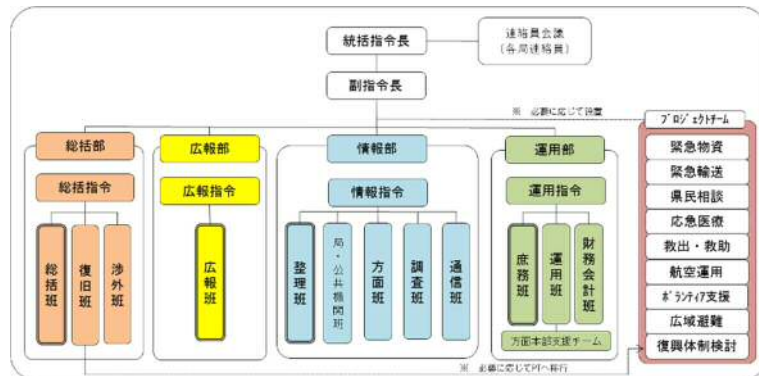 統括指令長
連絡員会議
(各局連絡員)
副指令長
※ 必要に応じて設置
プロジェクトチーム
総括部
広報部
情報部
運用部
総括指令
広報指令
情報指令
運用指令
総括班
復旧班
渉外班
広報班
整理班
局・公共機関班
方面班
調査班
通信班
庶務班
運用班
財務会計班
方面本部支援チーム
緊急物資
緊急輸送
県民相談
応急医療
救出・救助
航空運用
ボランティア支援
広域避難
復興体制検討
※ 必要に応じてPTへ移行